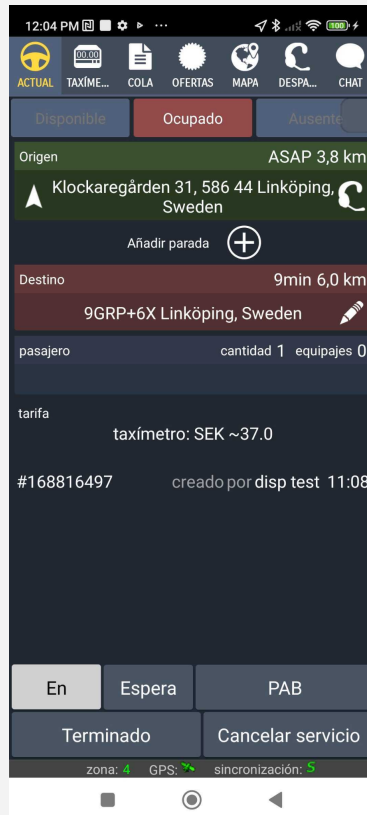 12:04 PM
100
00:00
ACTUAL TAXÍME... COLA OFERTAS MAPA DESPA... CHAT
Disponible Ocupado Ausente
Origen ASAP 3,8 km
Klockaregården 31, 586 44 Linköping,
Sweden
Añadir parada
Destino 9min 6,0 km
9GRP+6X Linköping, Sweden
pasajero cantidad 1 equipajes 0
tarifa
taxímetro: SEK ~37.0
#168816497 creado por disp test 11:08
En Espera PAB
Terminado Cancelar servicio
zona: 4 GPS: sincronización: S